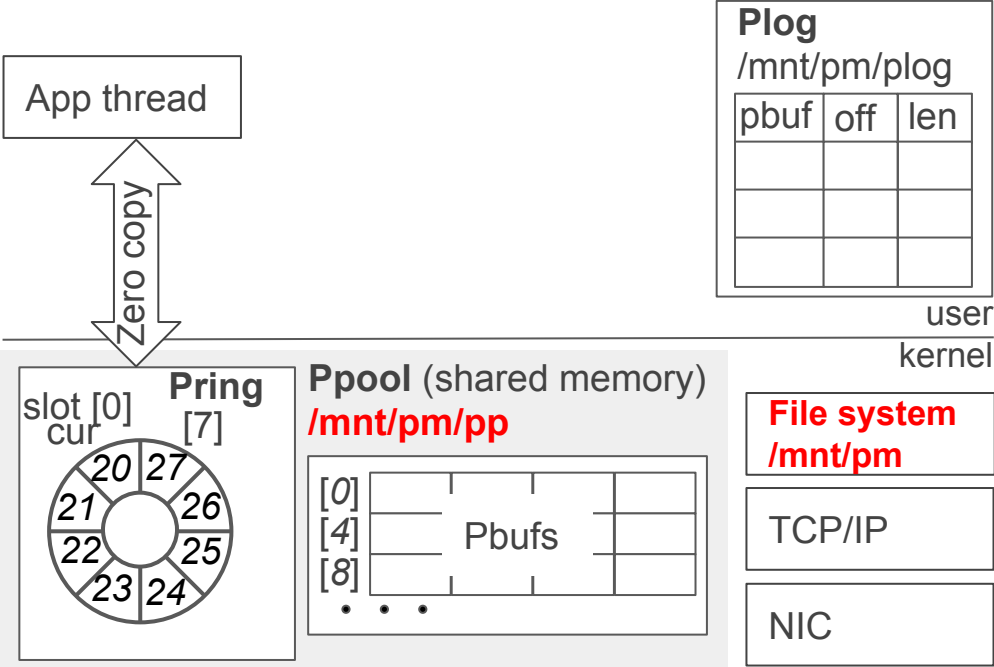 Plog
/mnt/pm/plog
pbuf off len
App thread
Zero copy
user
kernel
Pring
slot [0] [7]
cur
20 27
21 26
22 25
23 24
Ppool (shared memory)
/mnt/pm/pp
[0]
[4]
[8]
Pbufs
• • •
File system
/mnt/pm
TCP/IP
NIC